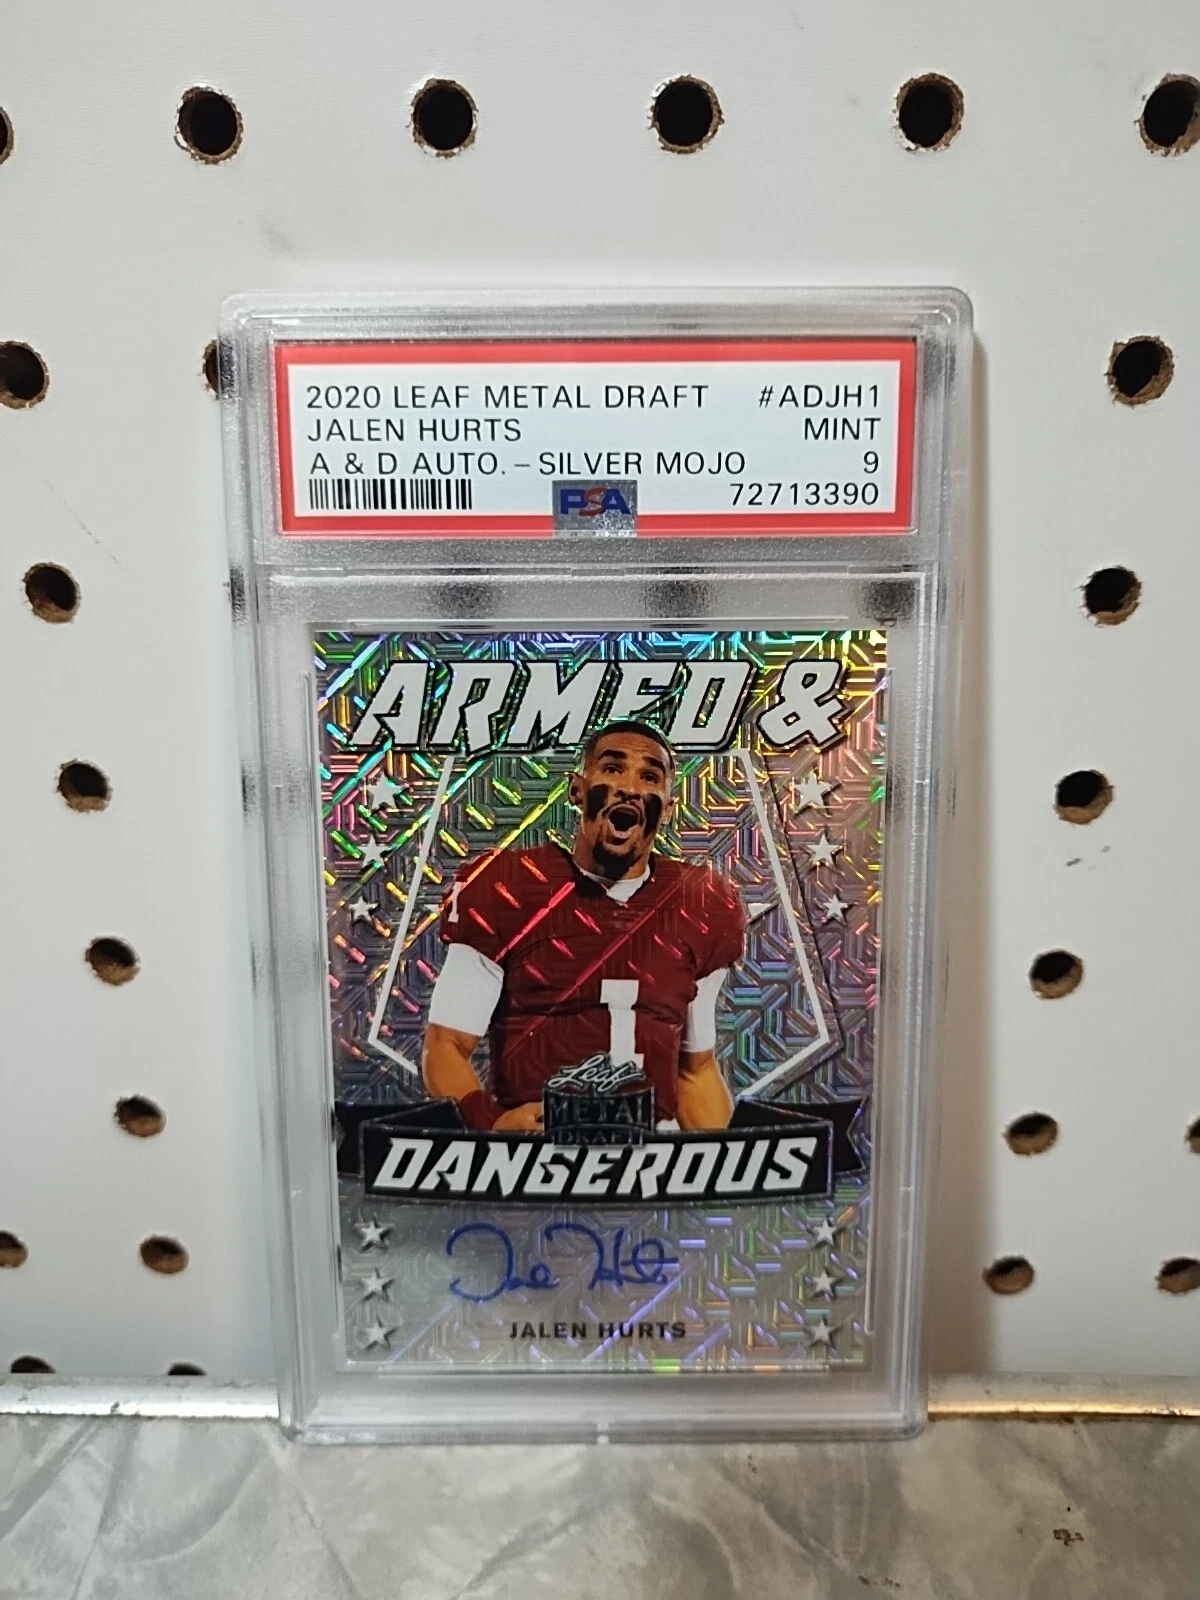 2020 LEAF METAL DRAFT #ADJH1
JALEN HURTS MINT
A & D AUTO. - SILVER MOJO 9
PSA 72713390
ARMED &
1
1
Leaf
METAL
DRAFT
DANGEROUS
JALEN HURTS